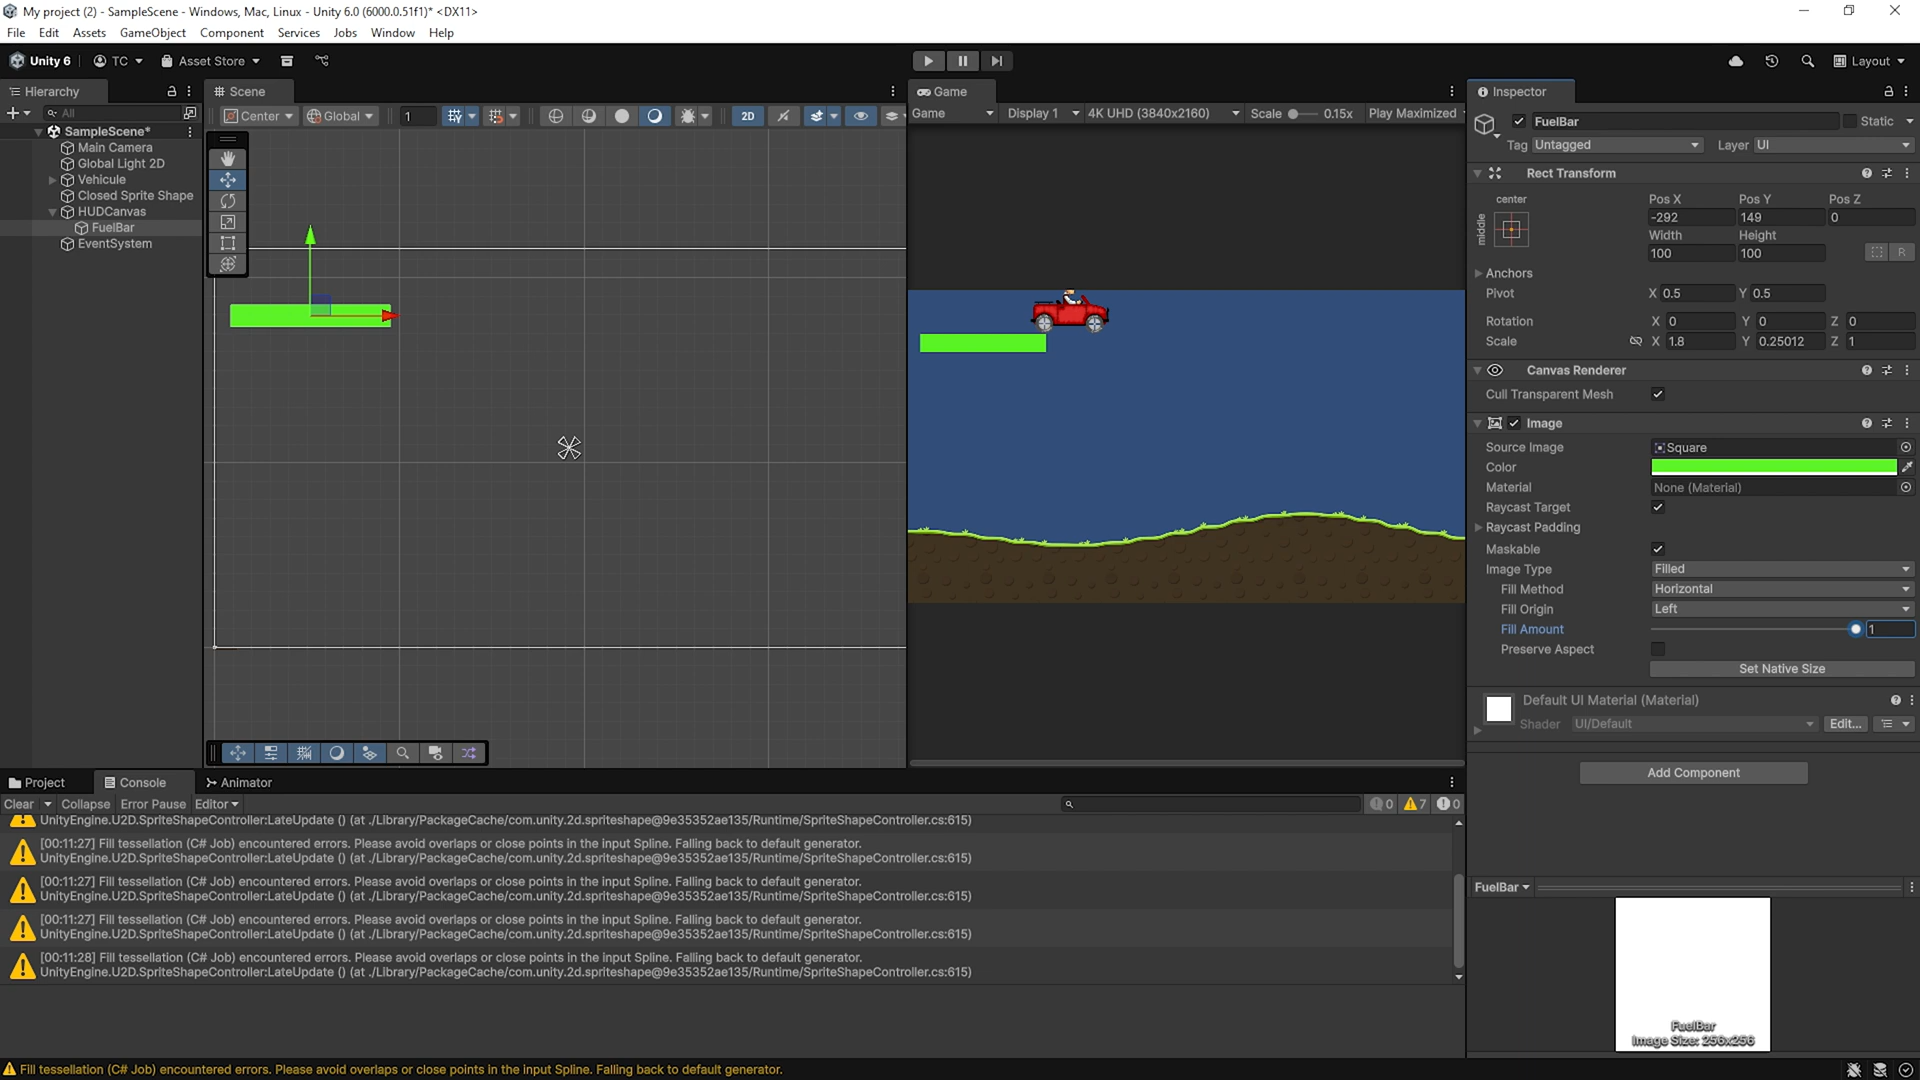 My project (2) - SampleScene - Windows, Mac, Linux - Unity 6.0 (6000.0.51f1)* <DX11>
File Edit Assets GameObject Component Services Jobs Window Help
Unity 6 TC Asset Store Layout
Hierarchy Scene Game Inspector
All
Center Global 1 2D
Game Display 1 4K UHD (3840x2160) Scale 0.15x Play Maximized
SampleScene*
Main Camera
Global Light 2D
Vehicule
Closed Sprite Shape
HUDCanvas
FuelBar
EventSystem
FuelBar Static
Tag Untagged Layer UI
Rect Transform
center
middle
Pos X Pos Y Pos Z
-292 149 0
Width Height
100 100
R
Anchors
Pivot X 0.5 Y 0.5
Rotation X 0 Y 0 Z 0
Scale X 1.8 Y 0.25012 Z 1
Canvas Renderer
Cull Transparent Mesh
Image
Source Image Square
Color
Material None (Material)
Raycast Target
Raycast Padding
Maskable
Image Type Filled
Fill Method Horizontal
Fill Origin Left
Fill Amount 1
Preserve Aspect
Set Native Size
Default UI Material (Material)
Shader UI/Default Edit...
Add Component
FuelBar
FuelBar
Image Size: 256x256
Project Console Animator
Clear Collapse Error Pause Editor 0 7 0
UnityEngine.U2D.SpriteShapeController:LateUpdate () (at ./Library/PackageCache/com.unity.2d.spriteshape@9e35352ae135/Runtime/SpriteShapeController.cs:615)
[00:11:27] Fill tessellation (C# Job) encountered errors. Please avoid overlaps or close points in the input Spline. Falling back to default generator.
UnityEngine.U2D.SpriteShapeController:LateUpdate () (at ./Library/PackageCache/com.unity.2d.spriteshape@9e35352ae135/Runtime/SpriteShapeController.cs:615)
[00:11:27] Fill tessellation (C# Job) encountered errors. Please avoid overlaps or close points in the input Spline. Falling back to default generator.
UnityEngine.U2D.SpriteShapeController:LateUpdate () (at ./Library/PackageCache/com.unity.2d.spriteshape@9e35352ae135/Runtime/SpriteShapeController.cs:615)
[00:11:27] Fill tessellation (C# Job) encountered errors. Please avoid overlaps or close points in the input Spline. Falling back to default generator.
UnityEngine.U2D.SpriteShapeController:LateUpdate () (at ./Library/PackageCache/com.unity.2d.spriteshape@9e35352ae135/Runtime/SpriteShapeController.cs:615)
[00:11:28] Fill tessellation (C# Job) encountered errors. Please avoid overlaps or close points in the input Spline. Falling back to default generator.
UnityEngine.U2D.SpriteShapeController:LateUpdate () (at ./Library/PackageCache/com.unity.2d.spriteshape@9e35352ae135/Runtime/SpriteShapeController.cs:615)
Fill tessellation (C# Job) encountered errors. Please avoid overlaps or close points in the input Spline. Falling back to default generator.